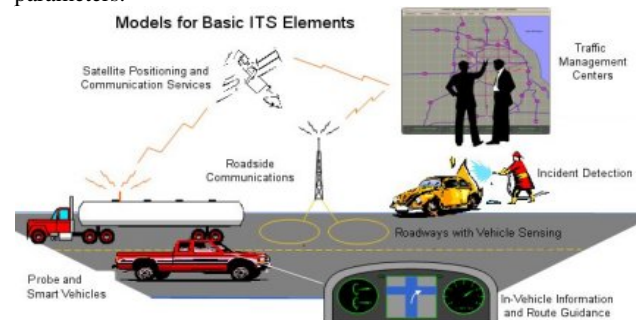 parameters.
Models for Basic ITS Elements
Satellite Positioning and
Communication Services
Traffic
Management
Centers
Roadside
Communications
Incident Detection
Roadways with Vehicle Sensing
Probe and
Smart Vehicles
In-Vehicle Information
and Route Guidance